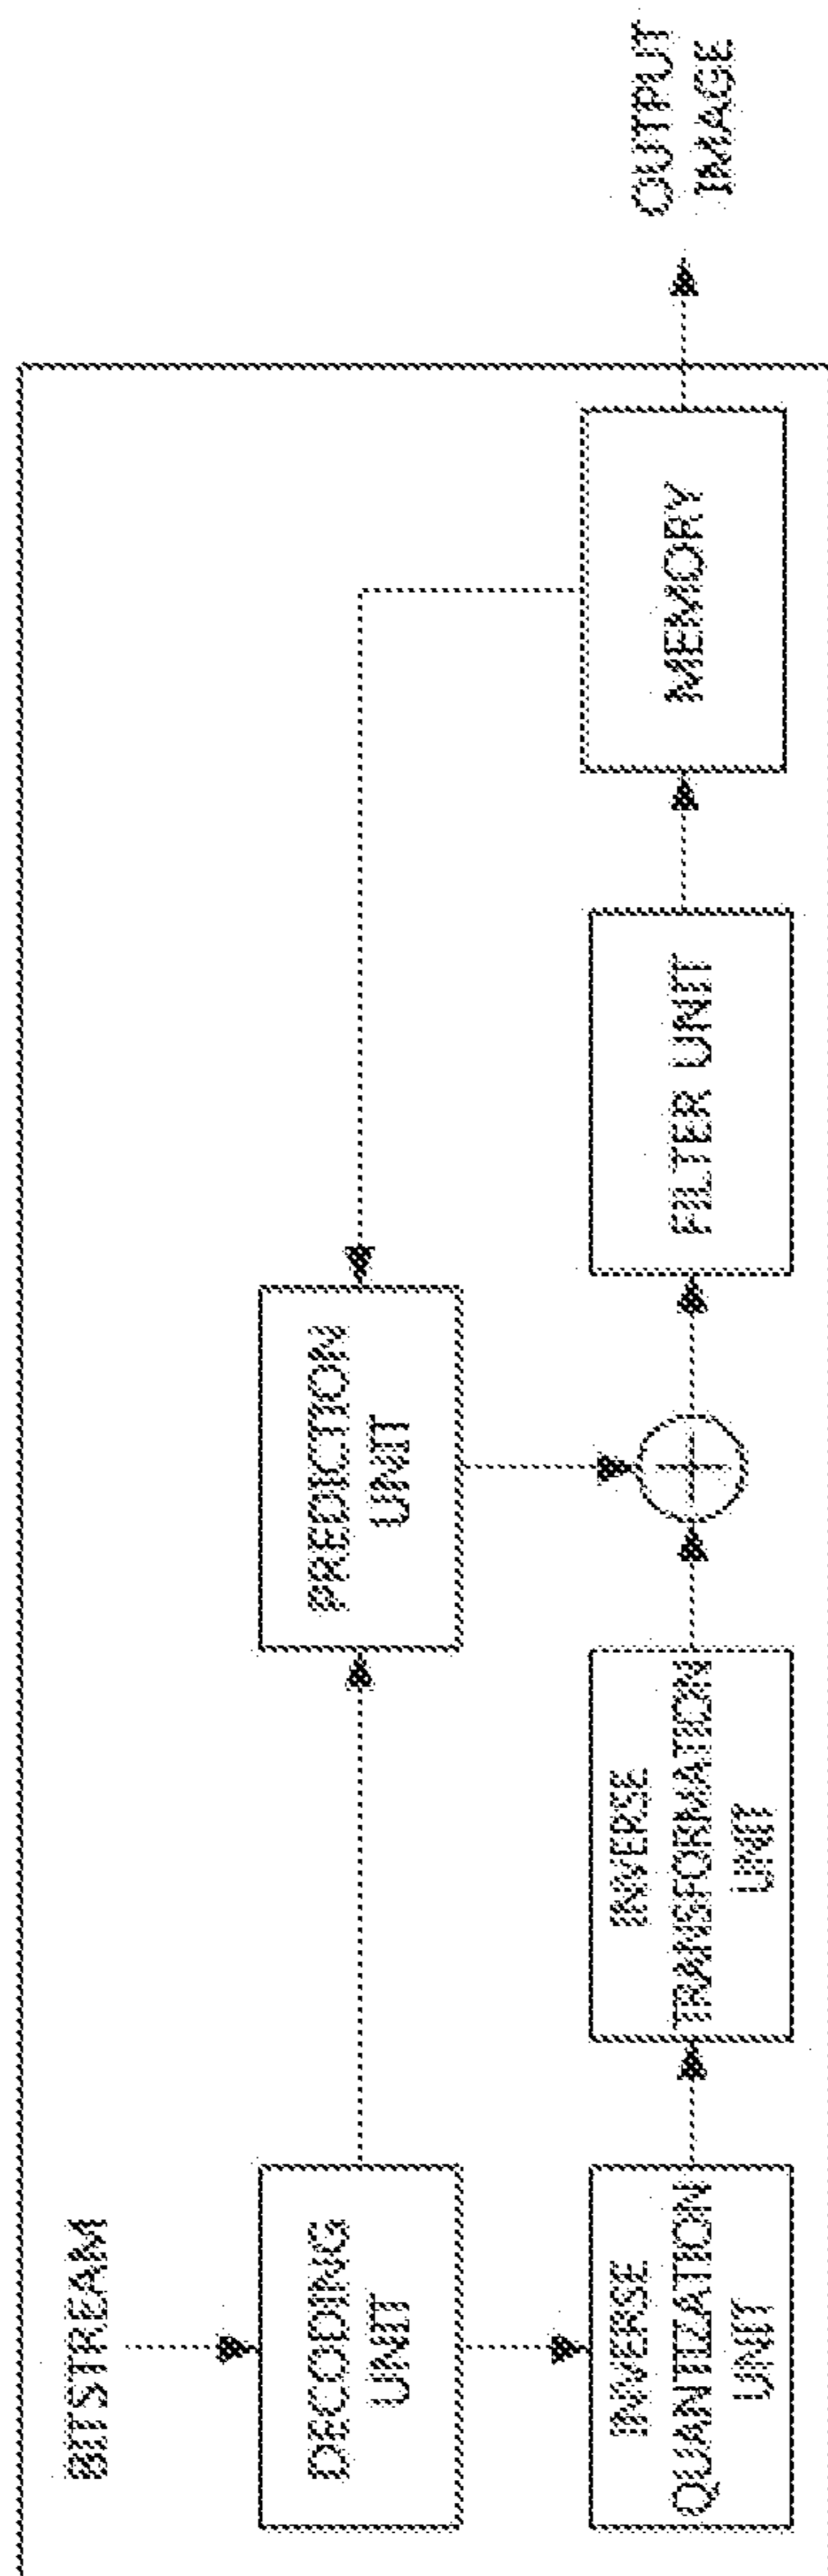 BITSTREAM
DECODING
UNIT
PREDICTION
UNIT
INVERSE
QUANTIZATION
UNIT
INVERSE
TRANSFORMATION
UNIT
FILTER UNIT
MEMORY
OUTPUT
IMAGE